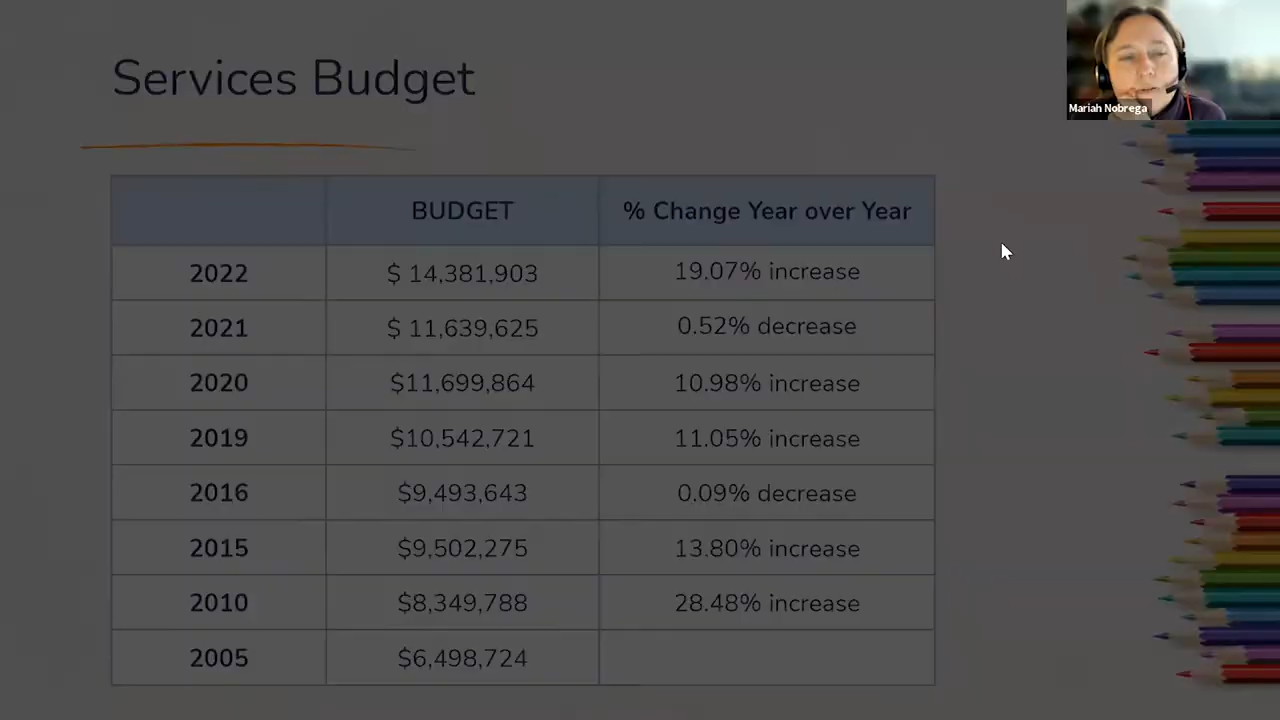 Services Budget
Mariah Nobrega
BUDGET % Change Year over Year
2022 $ 14,381,903 19.07% increase
2021 $ 11,639,625 0.52% decrease
2020 $11,699,864 10.98% increase
2019 $10,542,721 11.05% increase
2016 $9,493,643 0.09% decrease
2015 $9,502,275 13.80% increase
2010 $8,349,788 28.48% increase
2005 $6,498,724